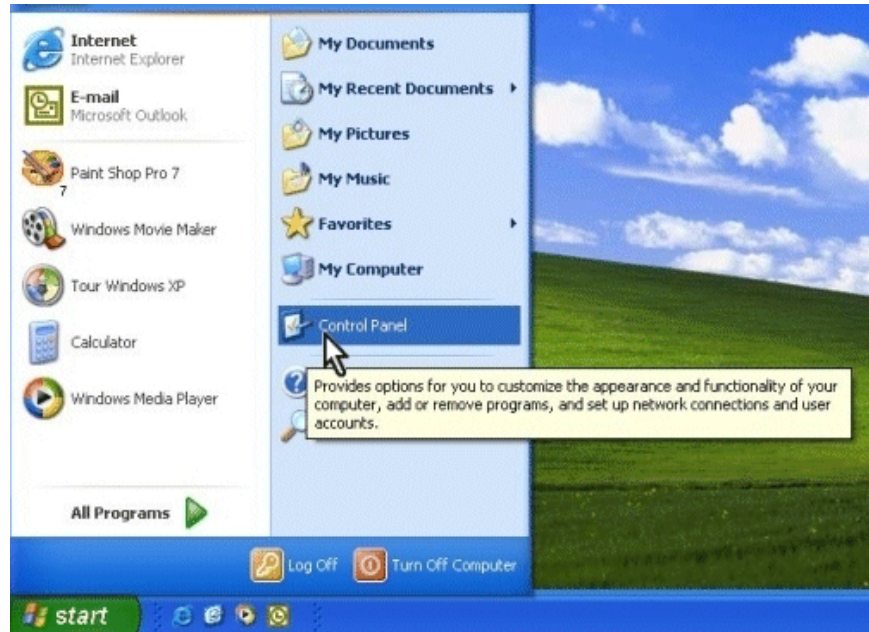 Internet
Internet Explorer
E-mail
Microsoft Outlook
Paint Shop Pro 7
7
Windows Movie Maker
Tour Windows XP
Calculator
Windows Media Player
All Programs
My Documents
My Recent Documents
My Pictures
My Music
Favorites
My Computer
Control Panel
Provides options for you to customize the appearance and functionality of your
computer, add or remove programs, and set up network connections and user
accounts.
Log Off
Turn Off Computer
start